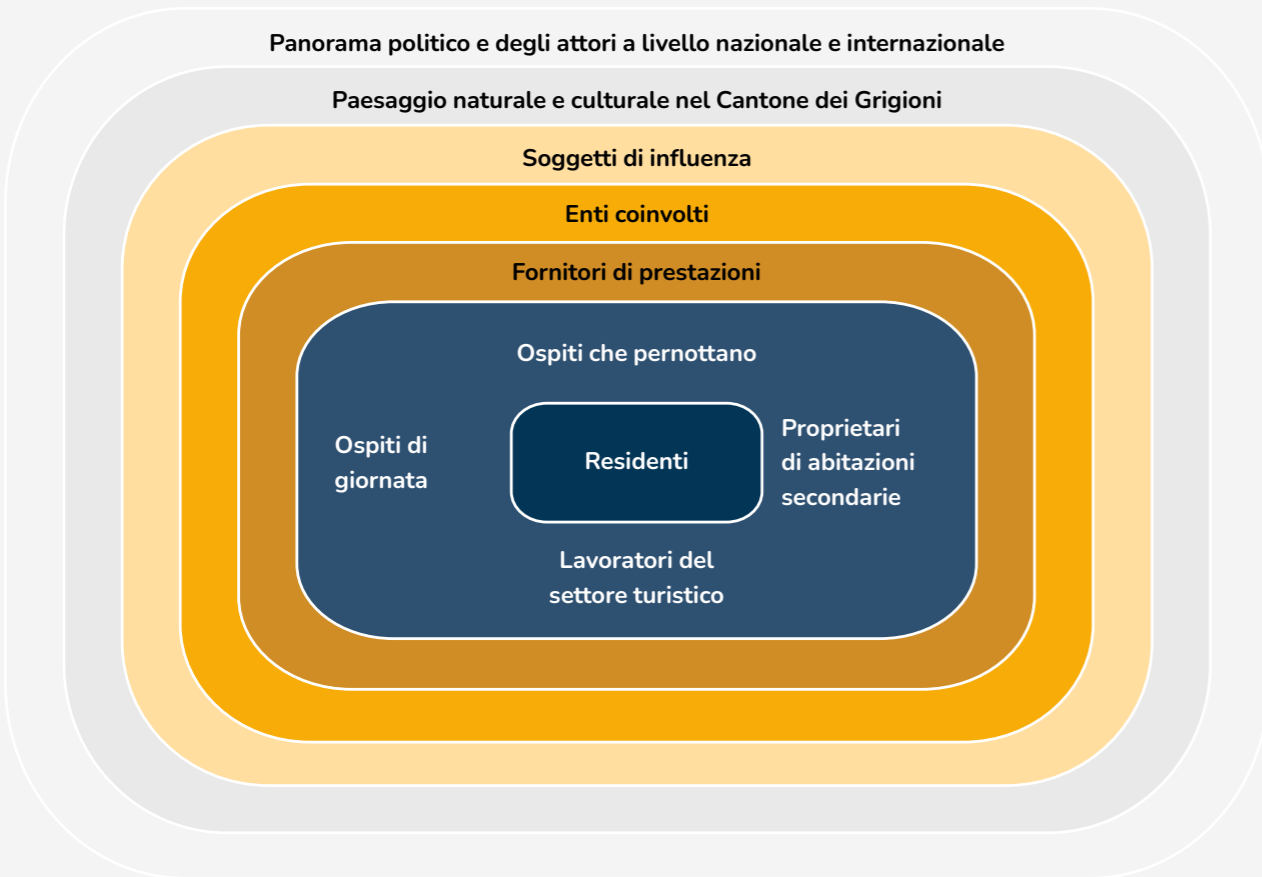 Panorama politico e degli attori a livello nazionale e internazionale
Paesaggio naturale e culturale nel Cantone dei Grigioni
Soggetti di influenza
Enti coinvolti
Fornitori di prestazioni
Ospiti che pernottano
Ospiti di
giornata
Residenti
Proprietari
di abitazioni
secondarie
Lavoratori del
settore turistico